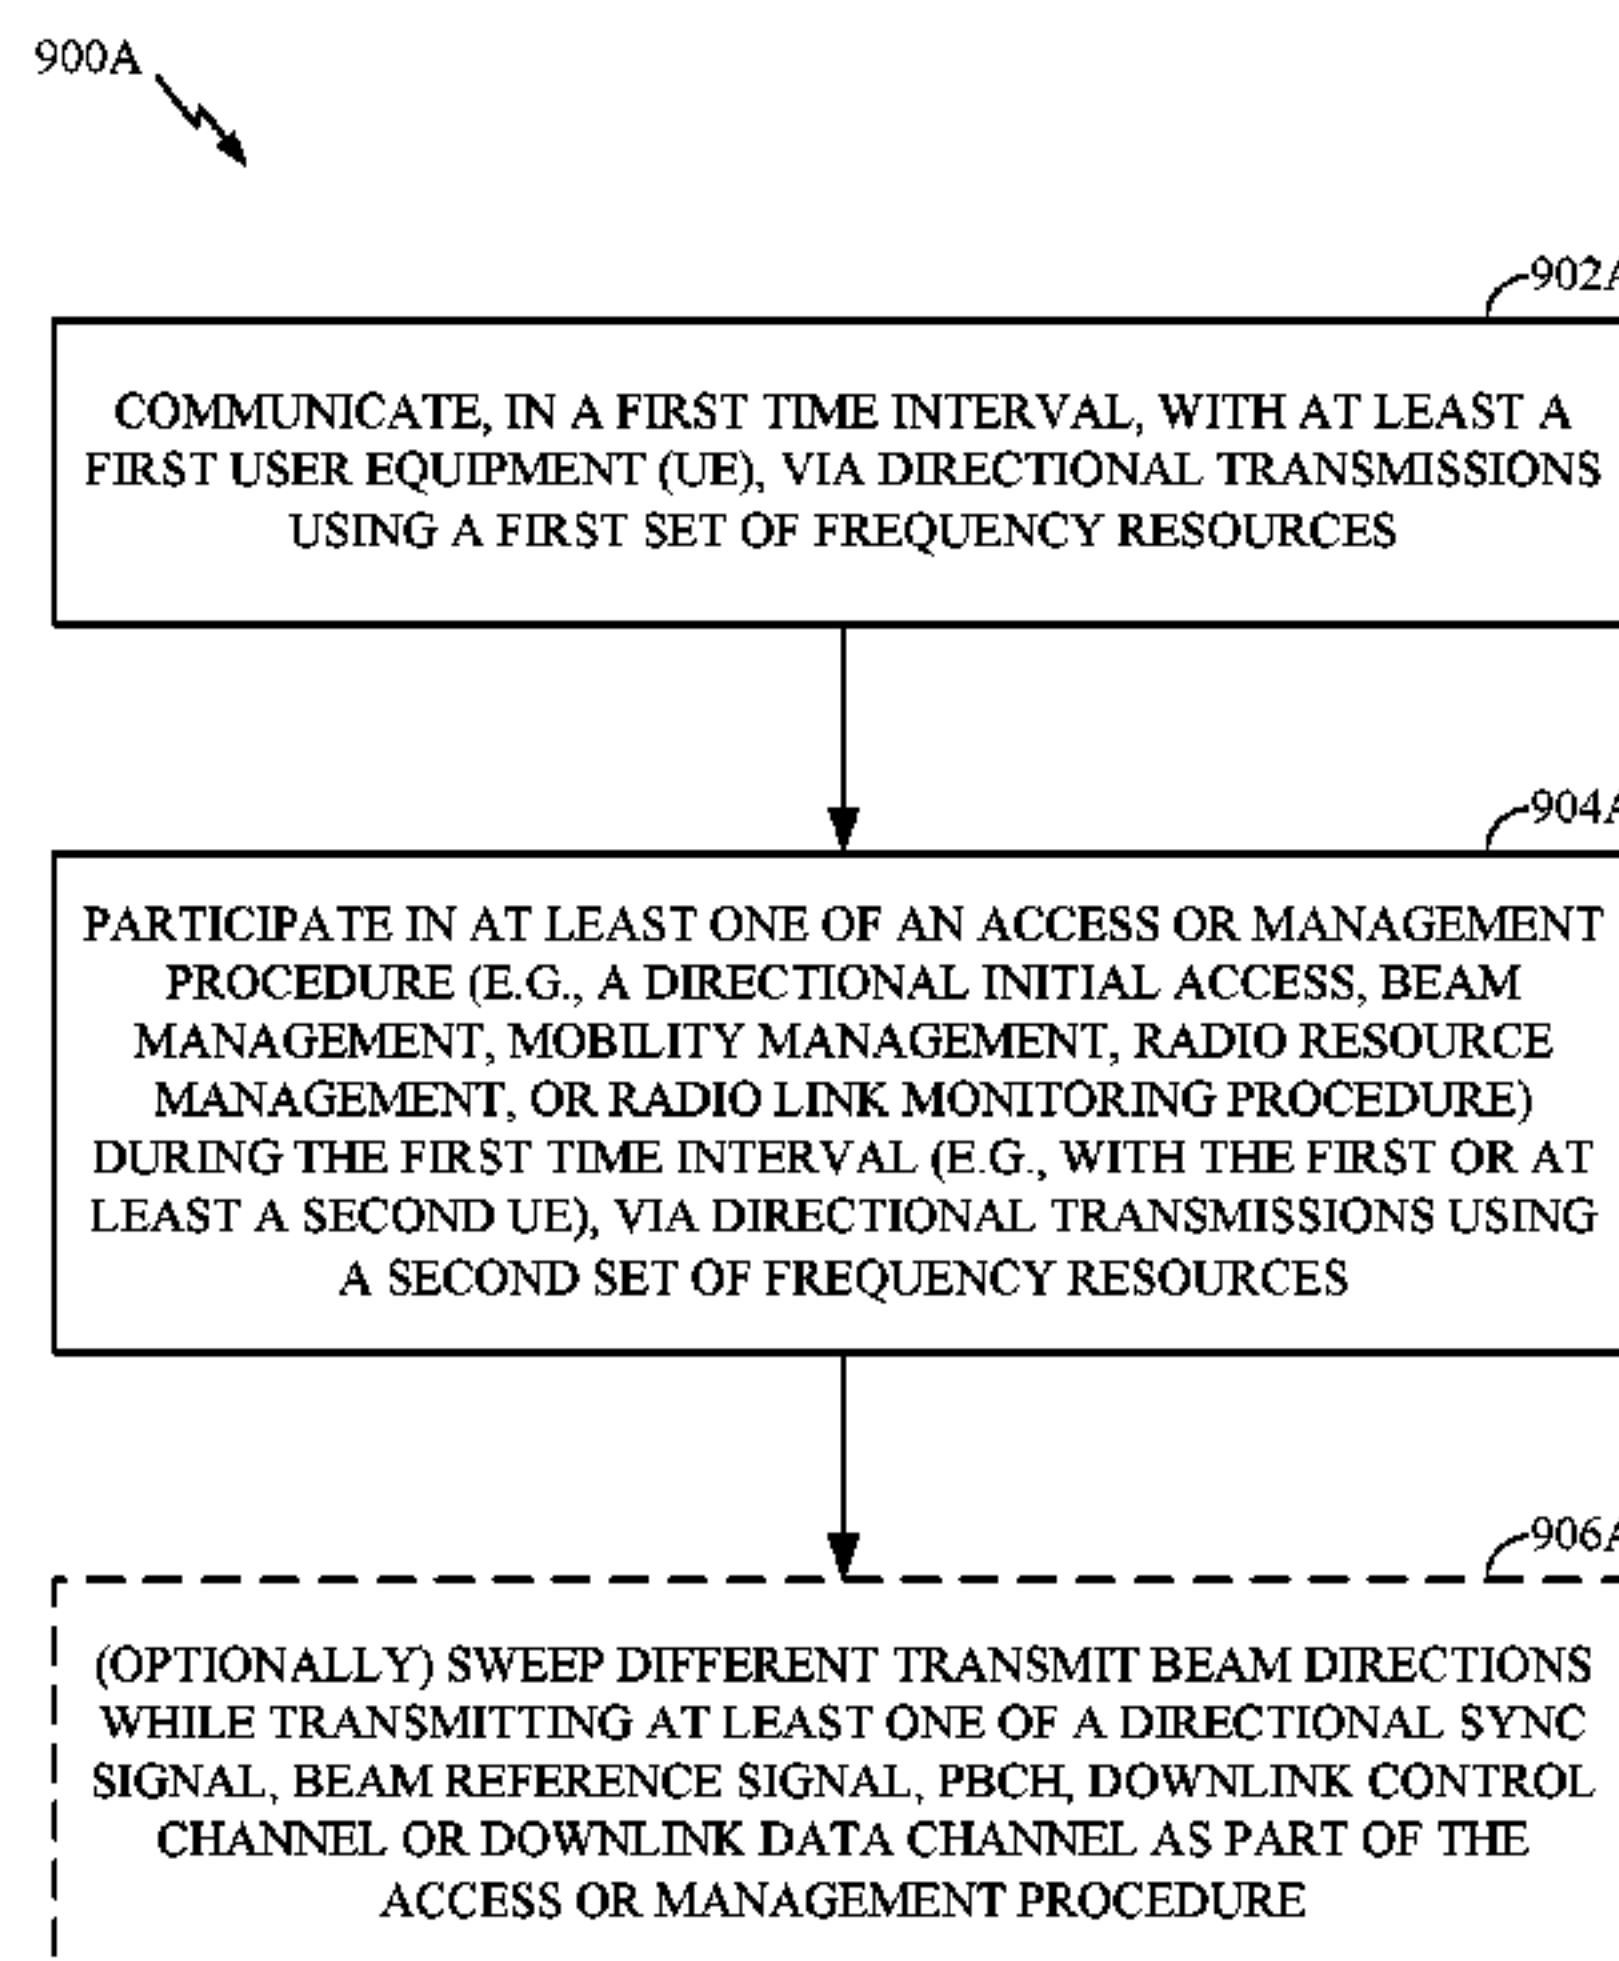 900A
902A
COMMUNICATE, IN A FIRST TIME INTERVAL, WITH AT LEAST A
FIRST USER EQUIPMENT (UE), VIA DIRECTIONAL TRANSMISSIONS
USING A FIRST SET OF FREQUENCY RESOURCES
904A
PARTICIPATE IN AT LEAST ONE OF AN ACCESS OR MANAGEMENT
PROCEDURE (E.G., A DIRECTIONAL INITIAL ACCESS, BEAM
MANAGEMENT, MOBILITY MANAGEMENT, RADIO RESOURCE
MANAGEMENT, OR RADIO LINK MONITORING PROCEDURE)
DURING THE FIRST TIME INTERVAL (E.G., WITH THE FIRST OR AT
LEAST A SECOND UE), VIA DIRECTIONAL TRANSMISSIONS USING
A SECOND SET OF FREQUENCY RESOURCES
906A
(OPTIONALLY) SWEEP DIFFERENT TRANSMIT BEAM DIRECTIONS
WHILE TRANSMITTING AT LEAST ONE OF A DIRECTIONAL SYNC
SIGNAL, BEAM REFERENCE SIGNAL, PBCH, DOWNLINK CONTROL
CHANNEL OR DOWNLINK DATA CHANNEL AS PART OF THE
ACCESS OR MANAGEMENT PROCEDURE